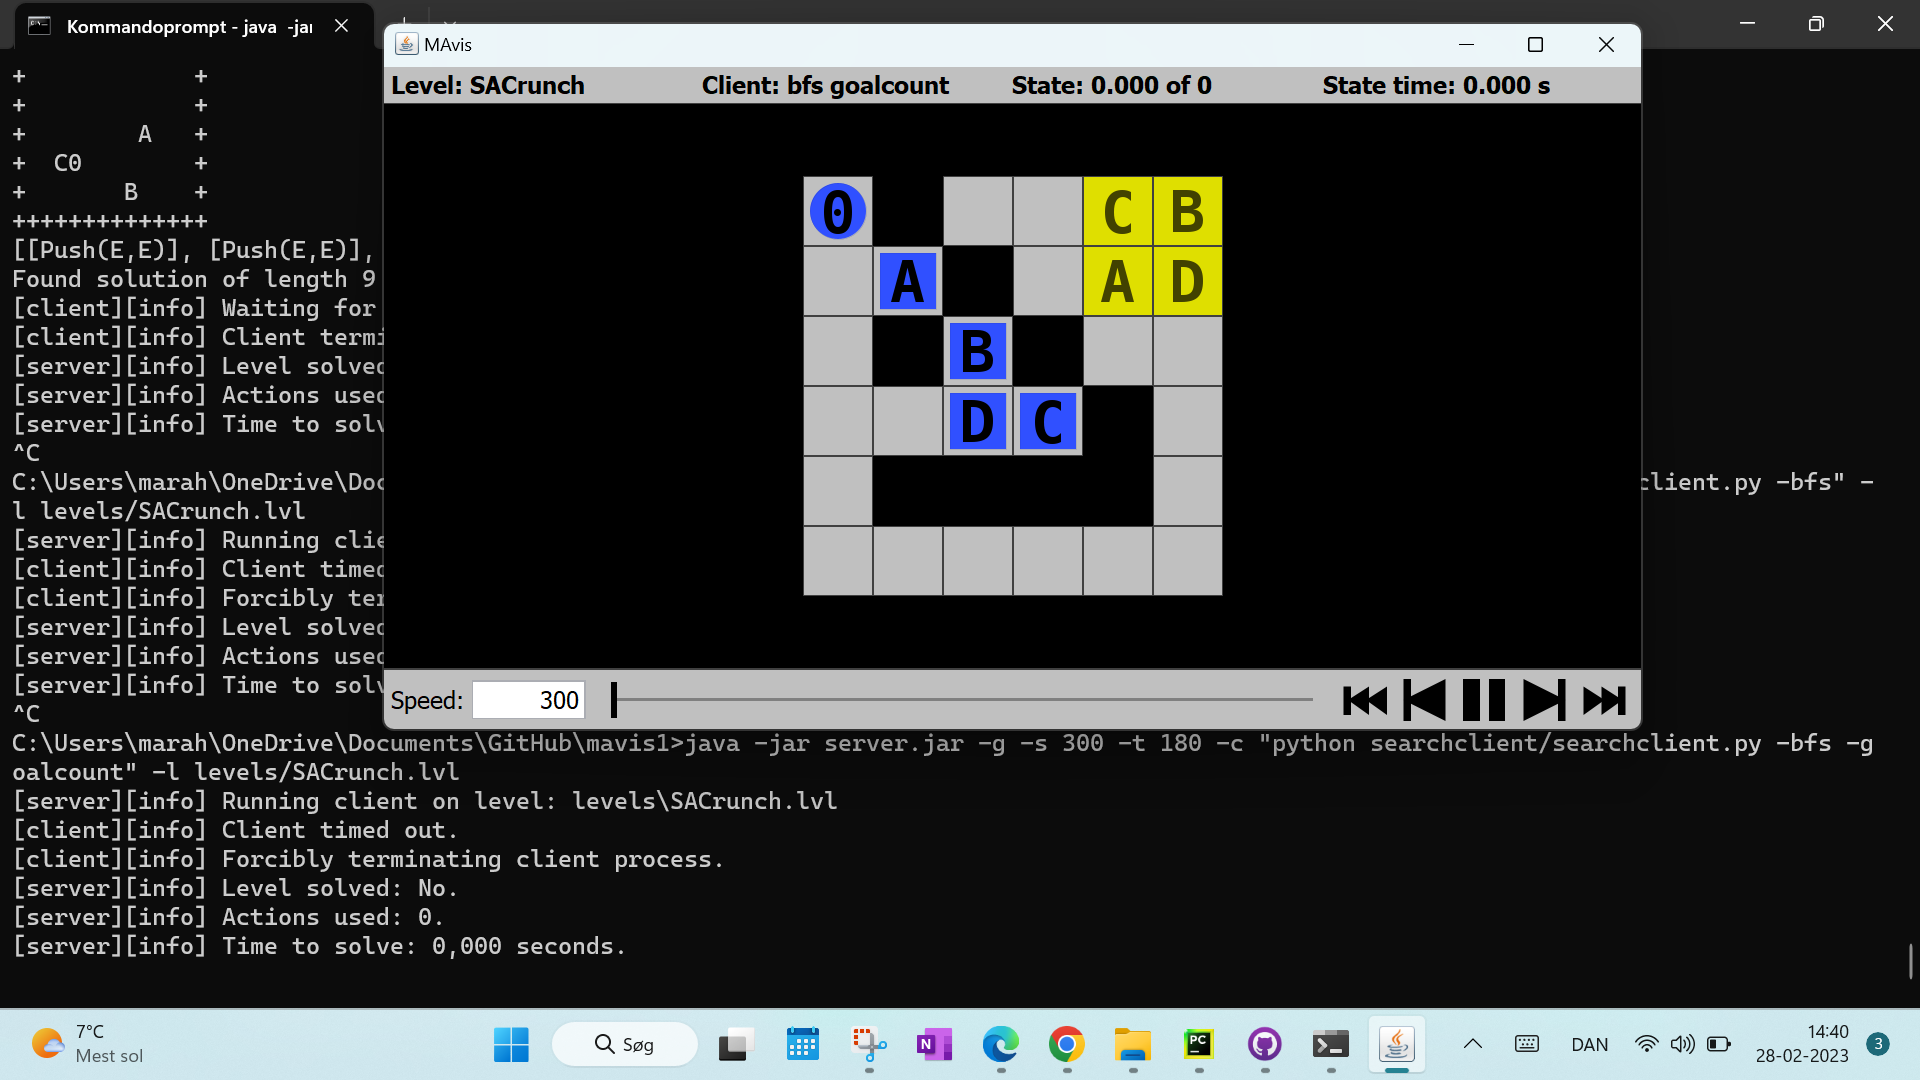 Kommandoprompt - java -jar
MAvis
Level: SACrunch Client: bfs goalcount State: 0.000 of 0 State time: 0.000 s
+ +
+ +
+ A +
+ C0 +
+ B +
++++++++++++++
[[Push(E,E)], [Push(E,E)],
Found solution of length 9
[client][info] Waiting for
[client][info] Client termi
[server][info] Level solved
[server][info] Actions used
[server][info] Time to solv
^C
C:\Users\marah\OneDrive\Doc client.py -bfs" -
l levels/SACrunch.lvl
[server][info] Running clie
[client][info] Client timed
[client][info] Forcibly ter
[server][info] Level solved
[server][info] Actions used
[server][info] Time to solv
^C
0 C B
A A D
B
D C
Speed: 300
C:\Users\marah\OneDrive\Documents\GitHub\mavis1>java -jar server.jar -g -s 300 -t 180 -c "python searchclient/searchclient.py -bfs -g
oalcount" -l levels/SACrunch.lvl
[server][info] Running client on level: levels\SACrunch.lvl
[client][info] Client timed out.
[client][info] Forcibly terminating client process.
[server][info] Level solved: No.
[server][info] Actions used: 0.
[server][info] Time to solve: 0,000 seconds.
7°C
Mest sol
Søg
N
PC
DAN
14:40
28-02-2023
3